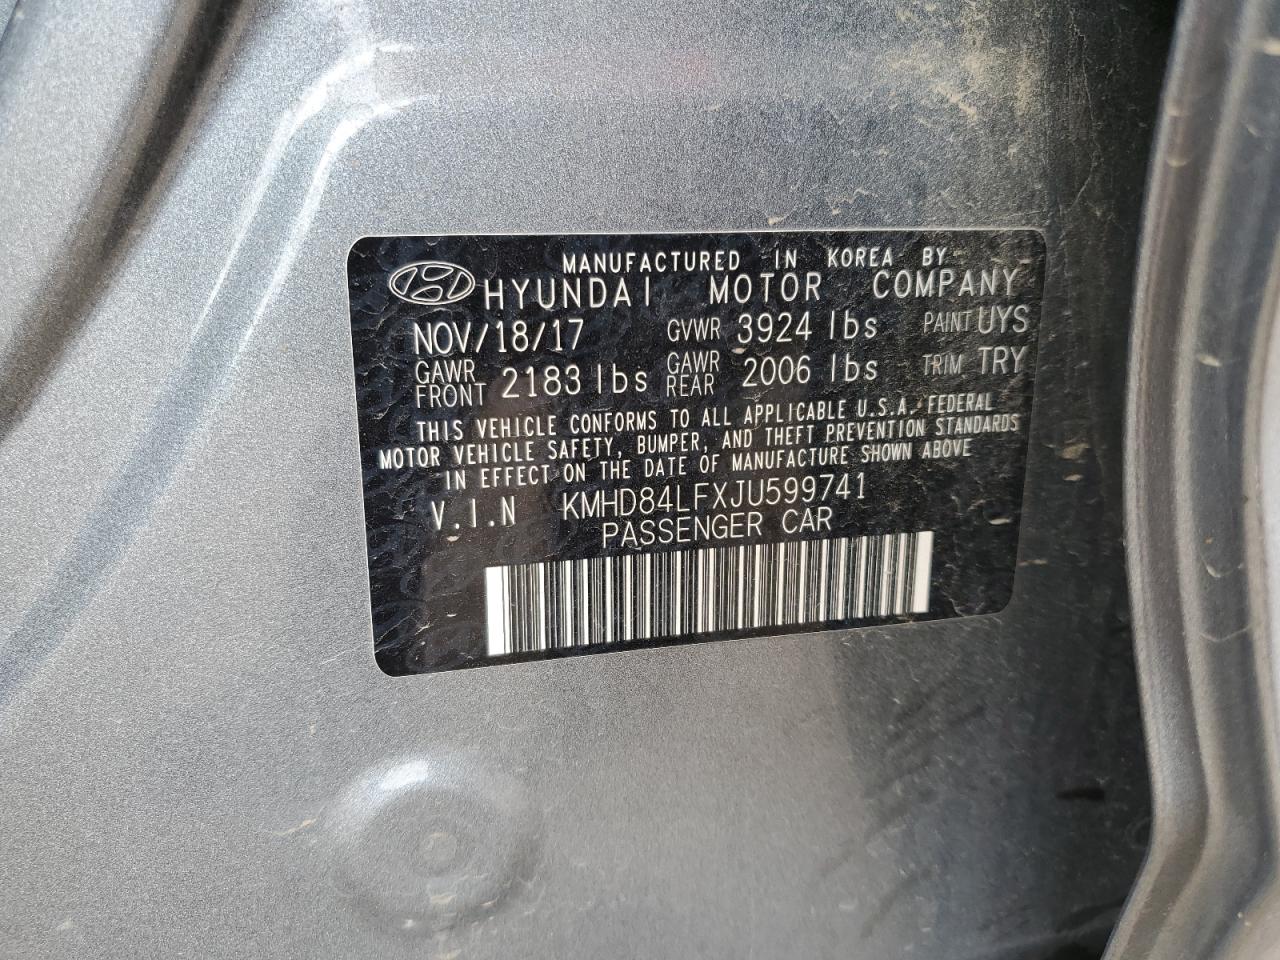 MANUFACTURED IN KOREA BY
HYUNDAI MOTOR COMPANY
NOV/18/17 GVWR 3924 lbs PAINT UYS
GAWR FRONT 2183 lbs GAWR REAR 2006 lbs TRIM TRY
THIS VEHICLE CONFORMS TO ALL APPLICABLE U.S.A. FEDERAL
MOTOR VEHICLE SAFETY, BUMPER, AND THEFT PREVENTION STANDARDS
IN EFFECT ON THE DATE OF MANUFACTURE SHOWN ABOVE
V.I.N KMHD84LFXJU599741
PASSENGER CAR